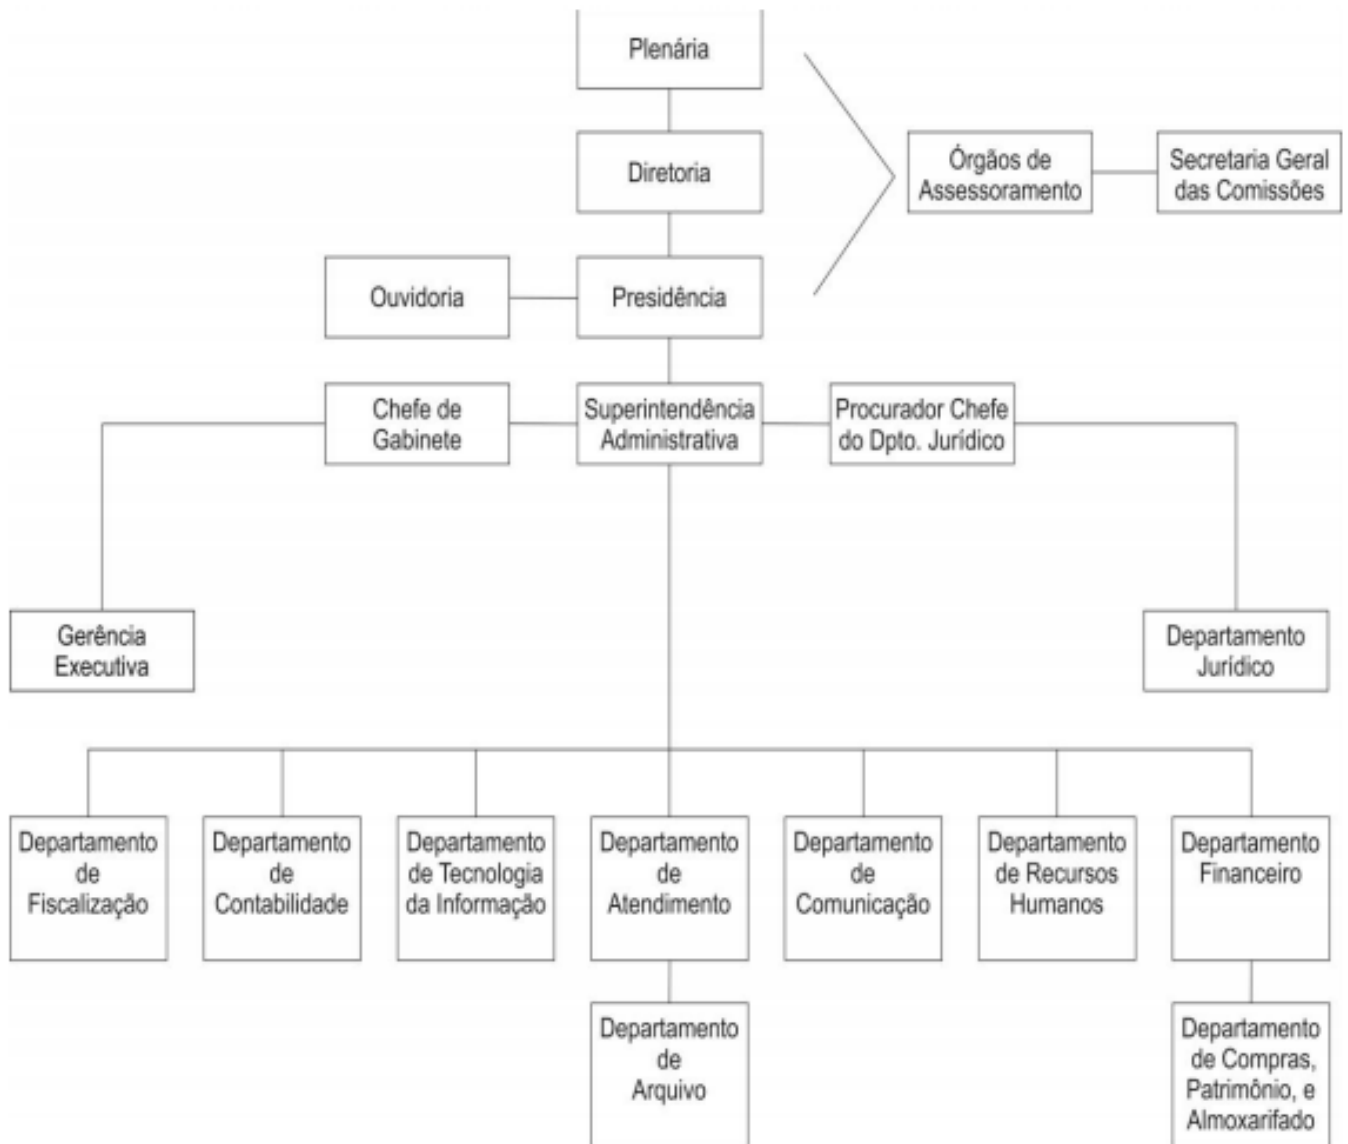 Plenária
Diretoria
Órgãos de
Assessoramento
Secretaria Geral
das Comissões
Ouvidoria
Presidência
Chefe de
Gabinete
Superintendência
Administrativa
Procurador Chefe
do Dpto. Jurídico
Gerência
Executiva
Departamento
Jurídico
Departamento
de
Fiscalização
Departamento
de
Contabilidade
Departamento
de Tecnologia
da Informação
Departamento
de
Atendimento
Departamento
de
Comunicação
Departamento
de Recursos
Humanos
Departamento
Financeiro
Departamento
de
Arquivo
Departamento
de Compras,
Patrimônio, e
Almoxarifado